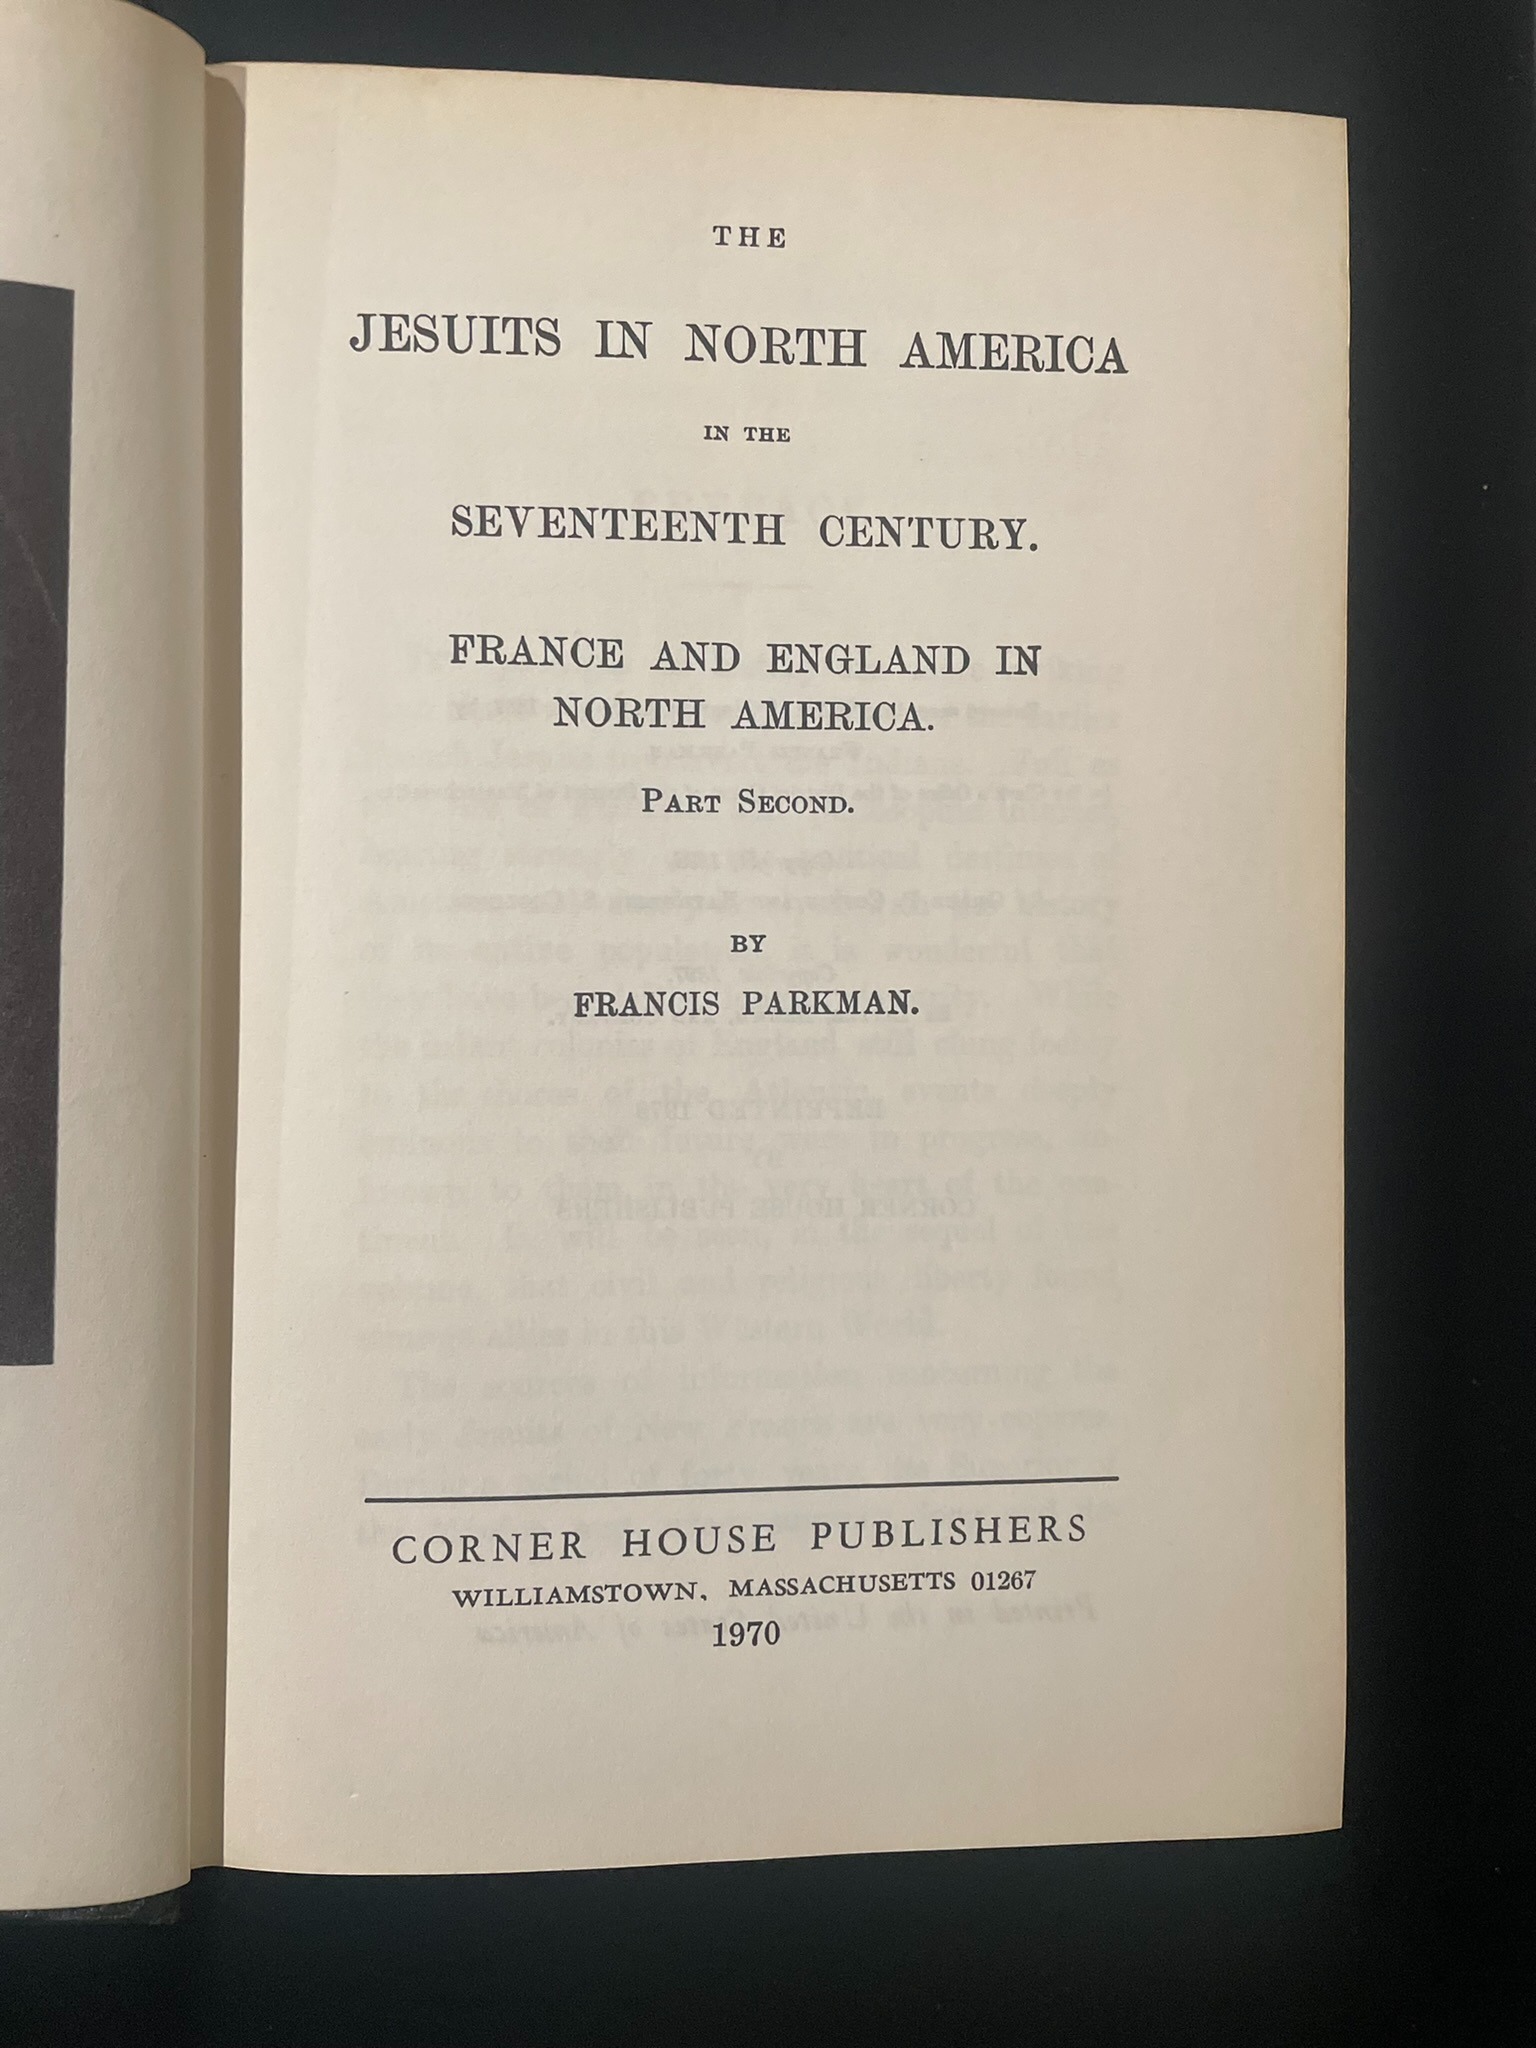 THE
JESUITS IN NORTH AMERICA
IN THE
SEVENTEENTH CENTURY.
FRANCE AND ENGLAND IN
NORTH AMERICA.
PART SECOND.
BY
FRANCIS PARKMAN.
CORNER HOUSE PUBLISHERS
WILLIAMSTOWN, MASSACHUSETTS 01267
1970